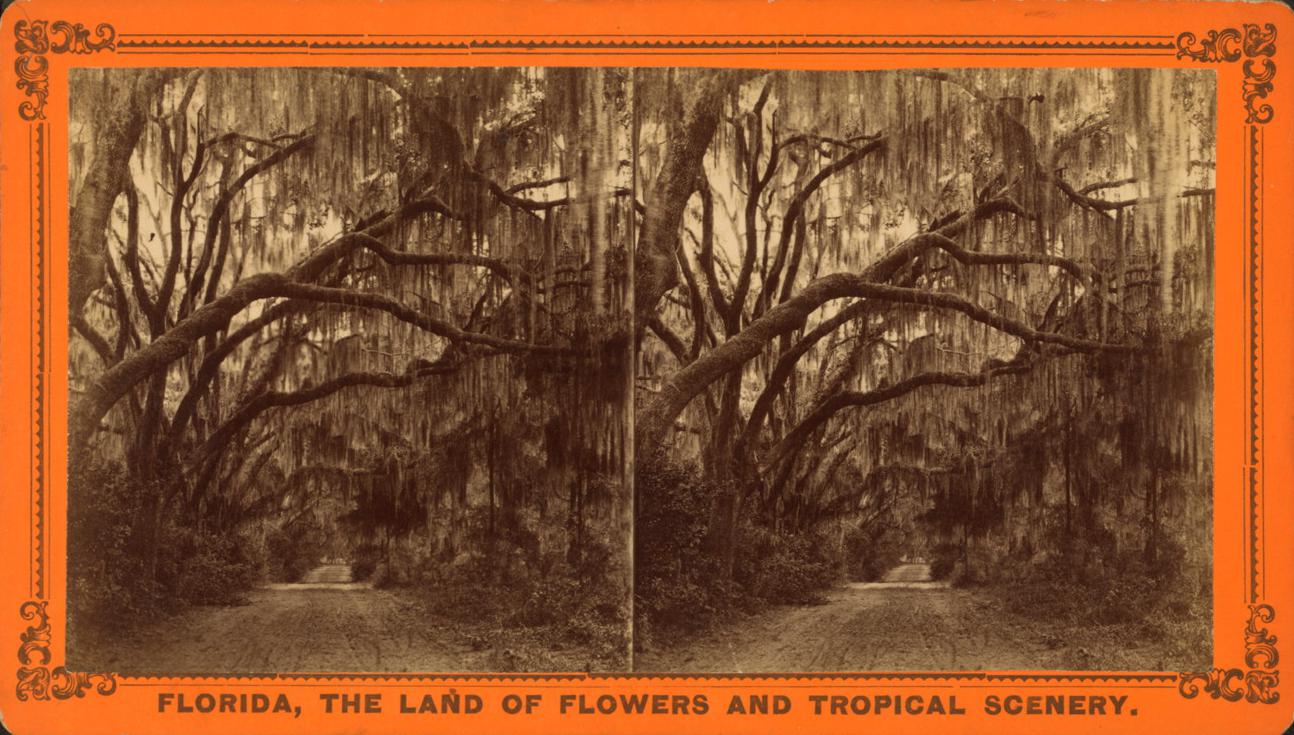 FLORIDA, THE LAND OF FLOWERS AND TROPICAL SCENERY.